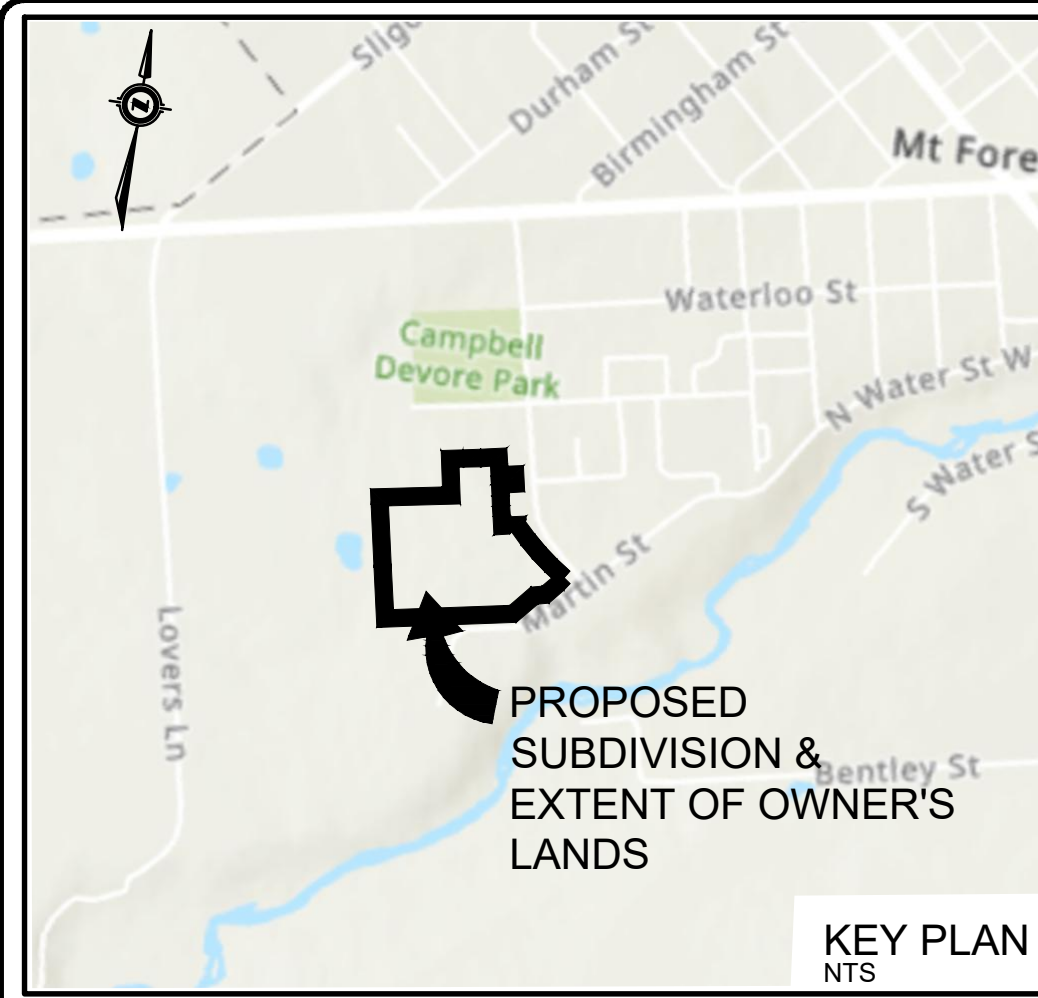 Durham St
Birmingham St
Mt Fore
Waterloo St
Campbell
Devore Park
N Water St W
S Water S
Martin St
Lovers Ln
PROPOSED
SUBDIVISION &
EXTENT OF OWNER'S
LANDS
Bentley St
KEY PLAN
NTS
N